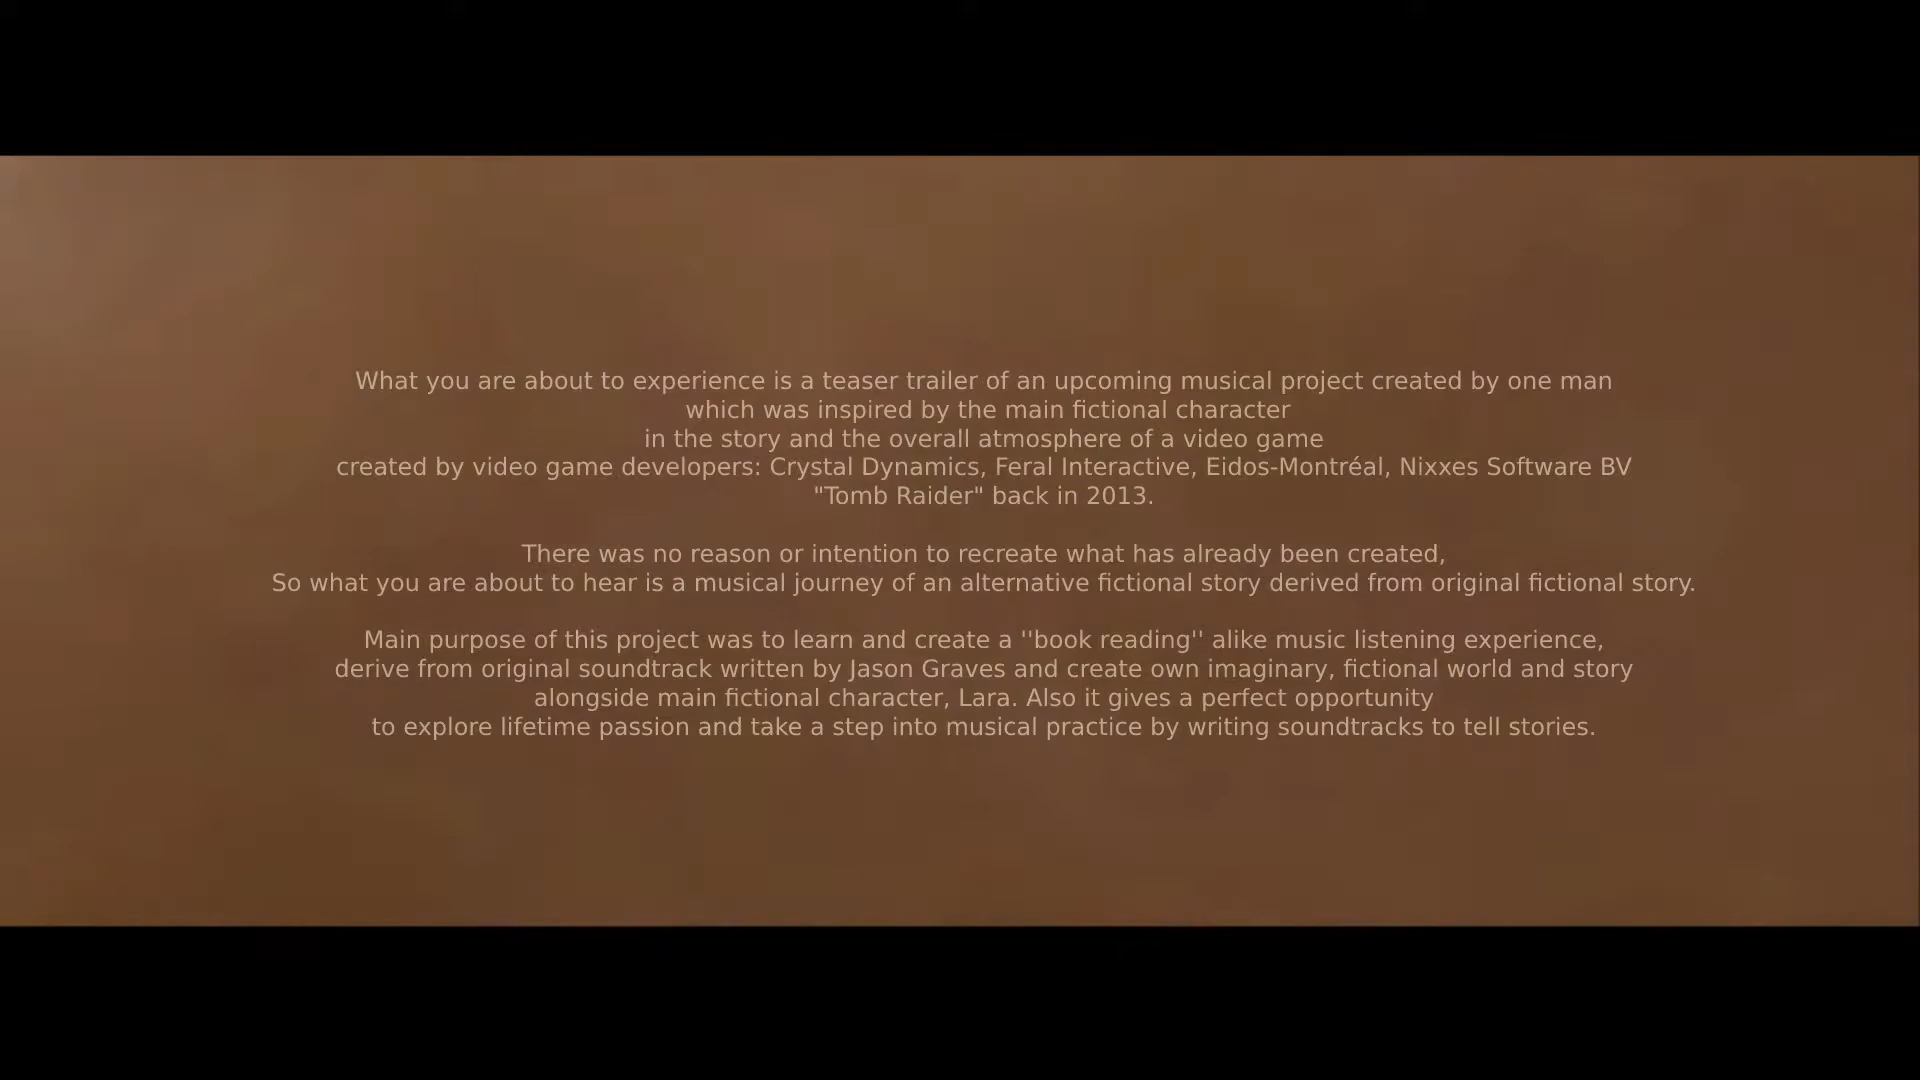 What you are about to experience is a teaser trailer of an upcoming musical project created by one man
which was inspired by the main fictional character
in the story and the overall atmosphere of a video game
created by video game developers: Crystal Dynamics, Feral Interactive, Eidos-Montréal, Nixxes Software BV
"Tomb Raider" back in 2013.
There was no reason or intention to recreate what has already been created,
So what you are about to hear is a musical journey of an alternative fictional story derived from original fictional story.
Main purpose of this project was to learn and create a ''book reading'' alike music listening experience,
derive from original soundtrack written by Jason Graves and create own imaginary, fictional world and story
alongside main fictional character, Lara. Also it gives a perfect opportunity
to explore lifetime passion and take a step into musical practice by writing soundtracks to tell stories.